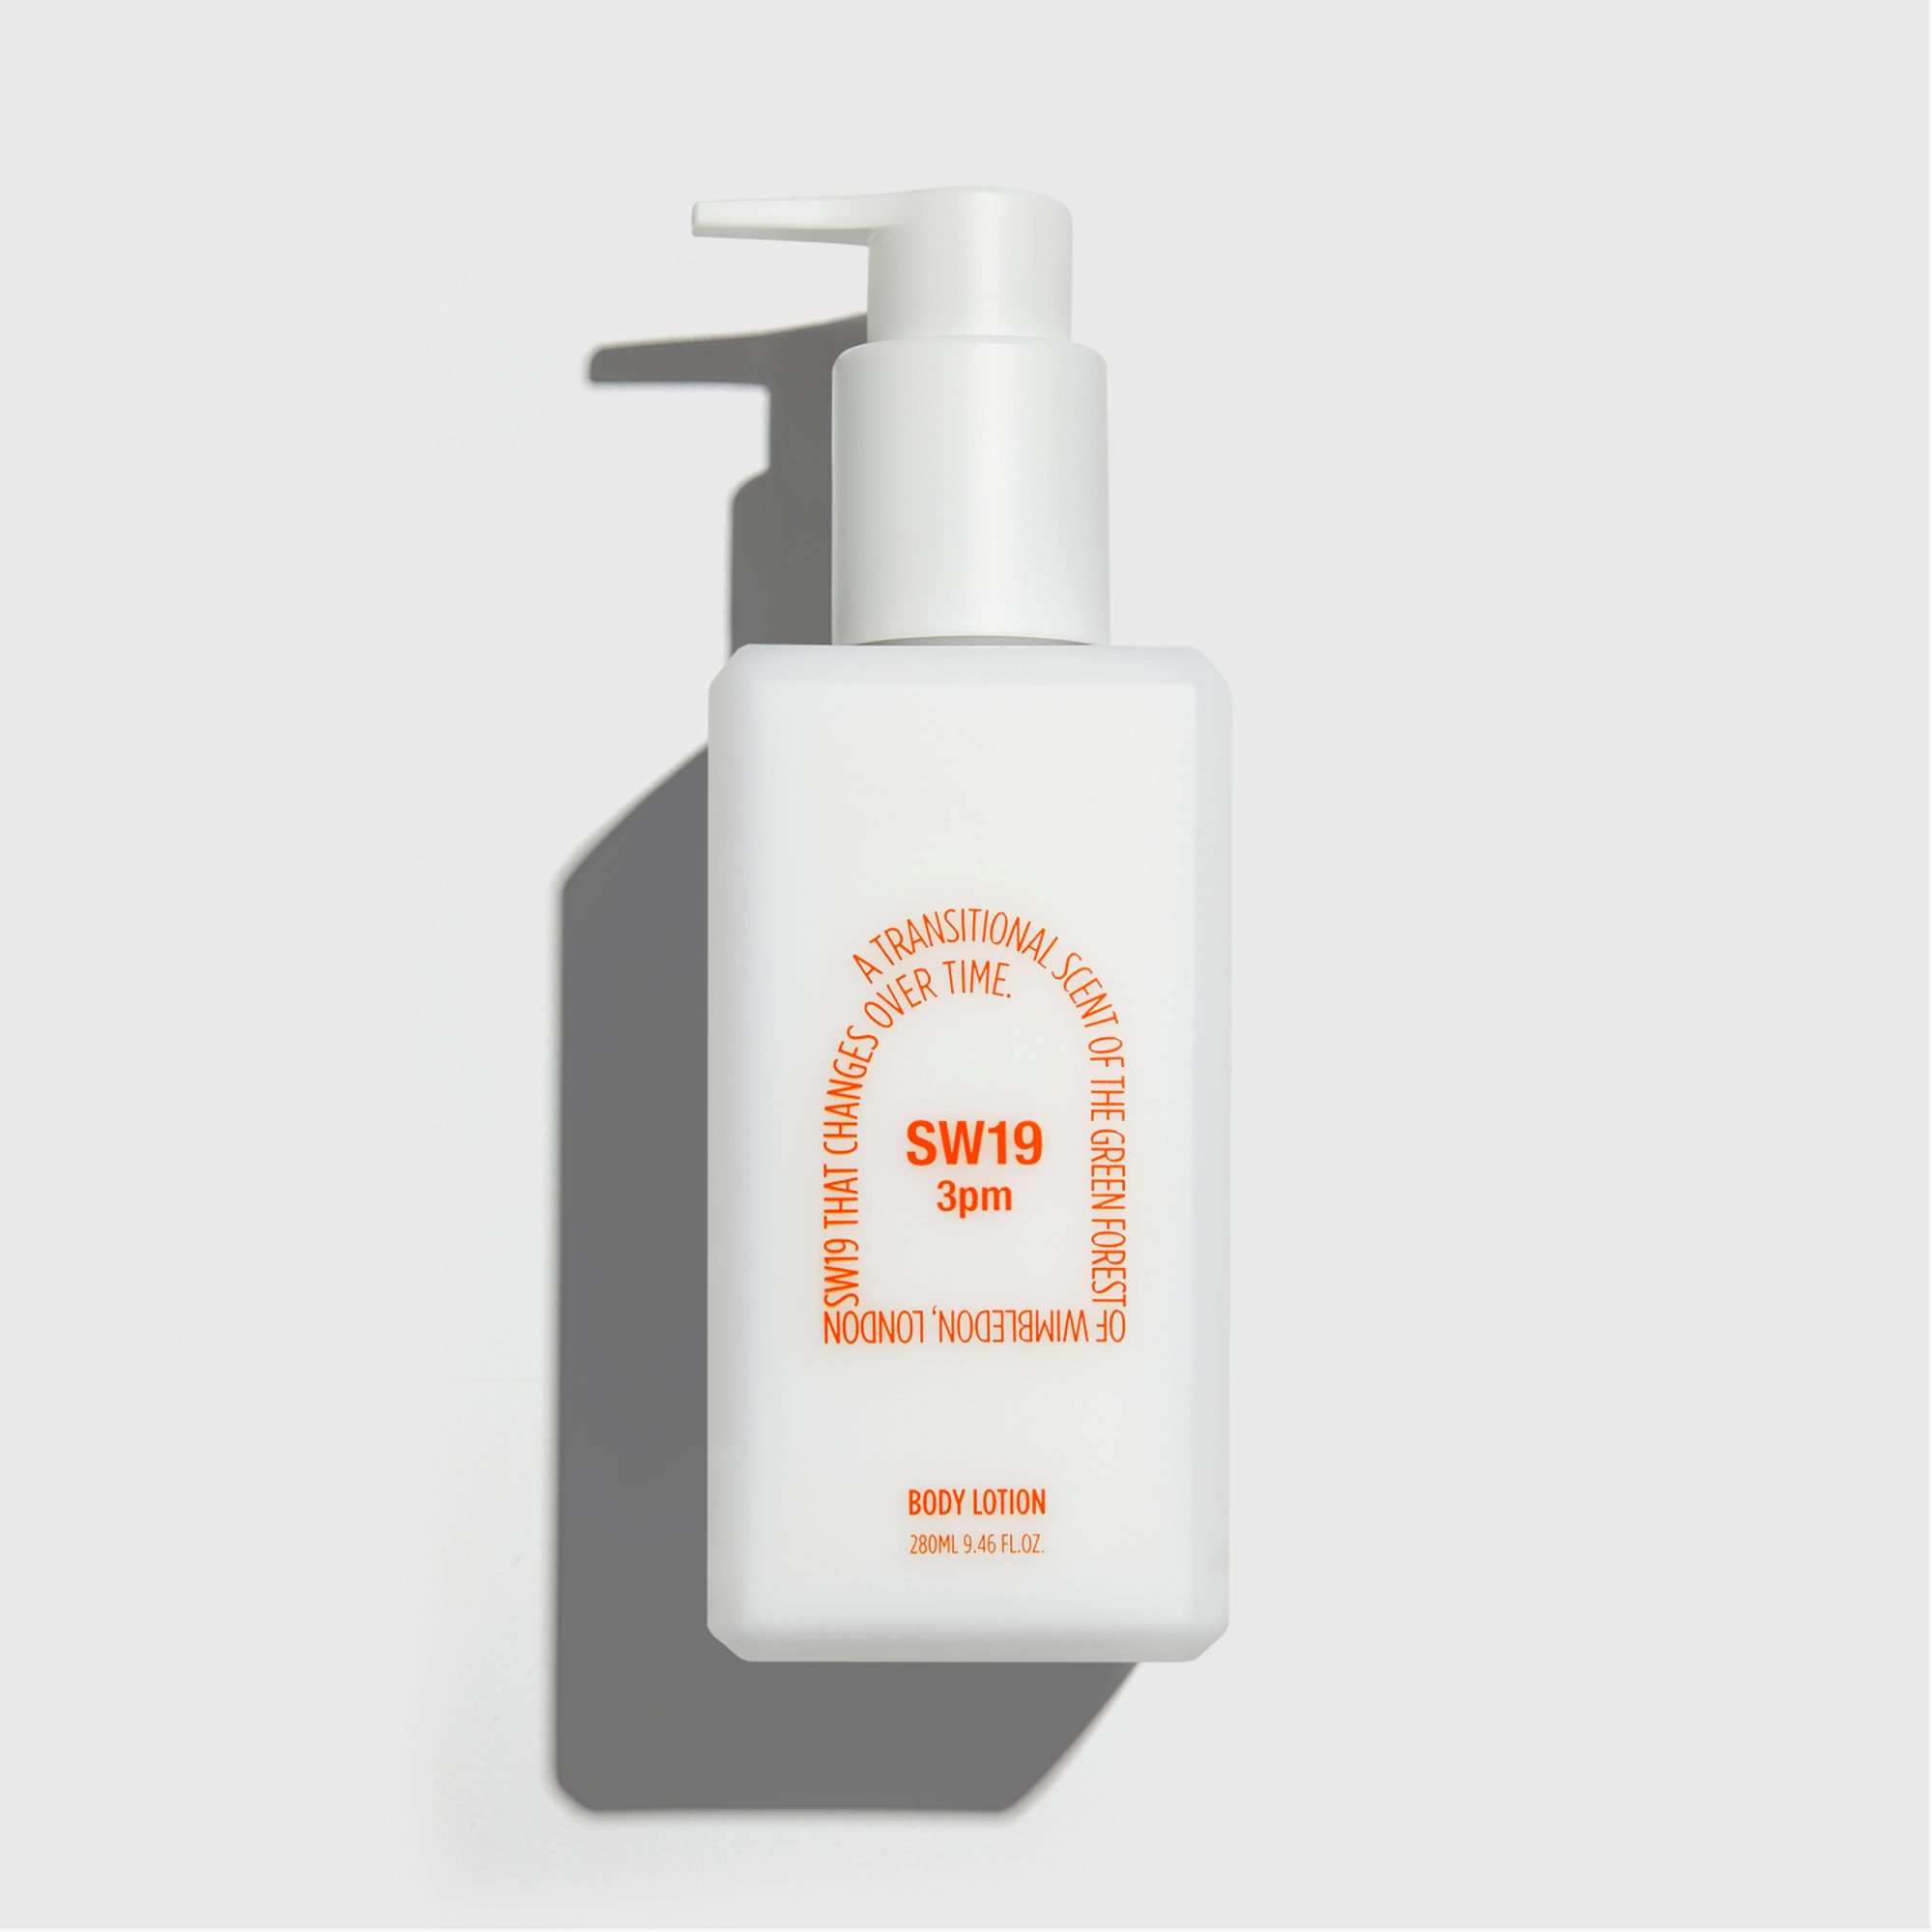 A TRANSITIONAL SCENT OF THE GREEN FOREST
OF WIMBLEDON, LONDON
SW19 THAT CHANGES OVER TIME.
SW19
3pm
BODY LOTION
280ML 9.46 FL.OZ.